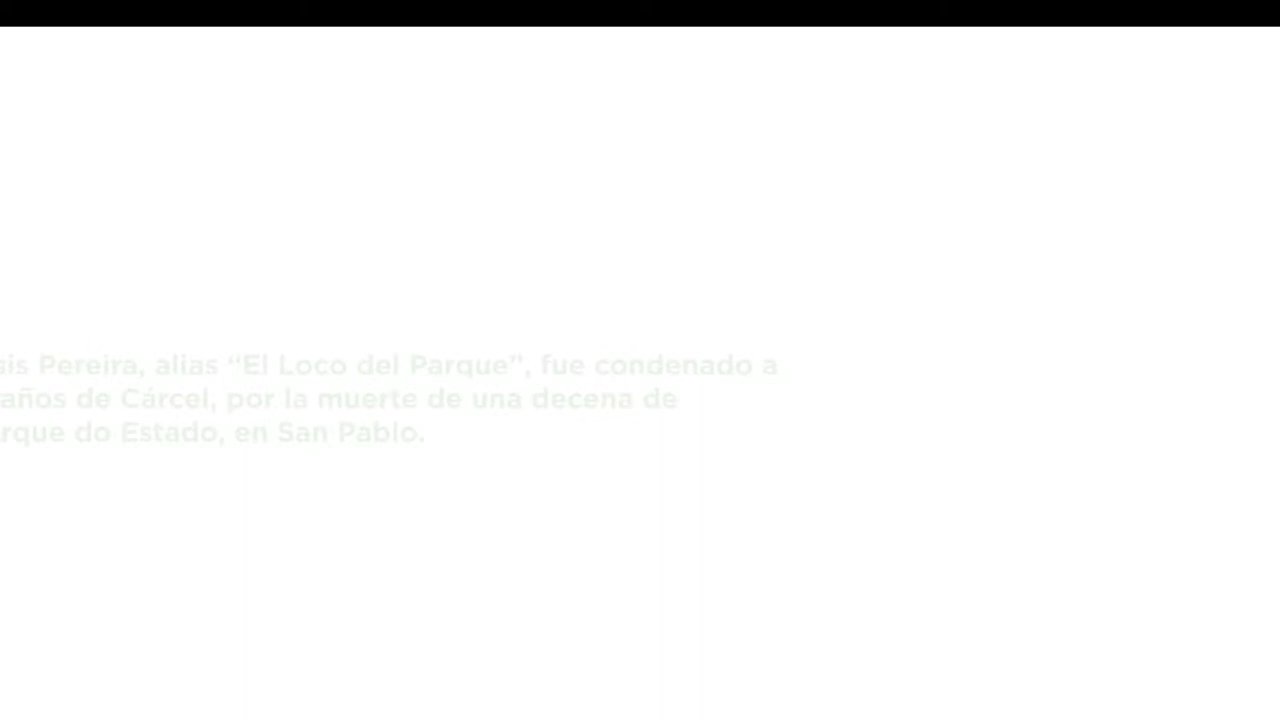 sis Pereira, alias “El Loco del Parque”, fue condenado a
años de Cárcel, por la muerte de una decena de
rque do Estado, en San Pablo.